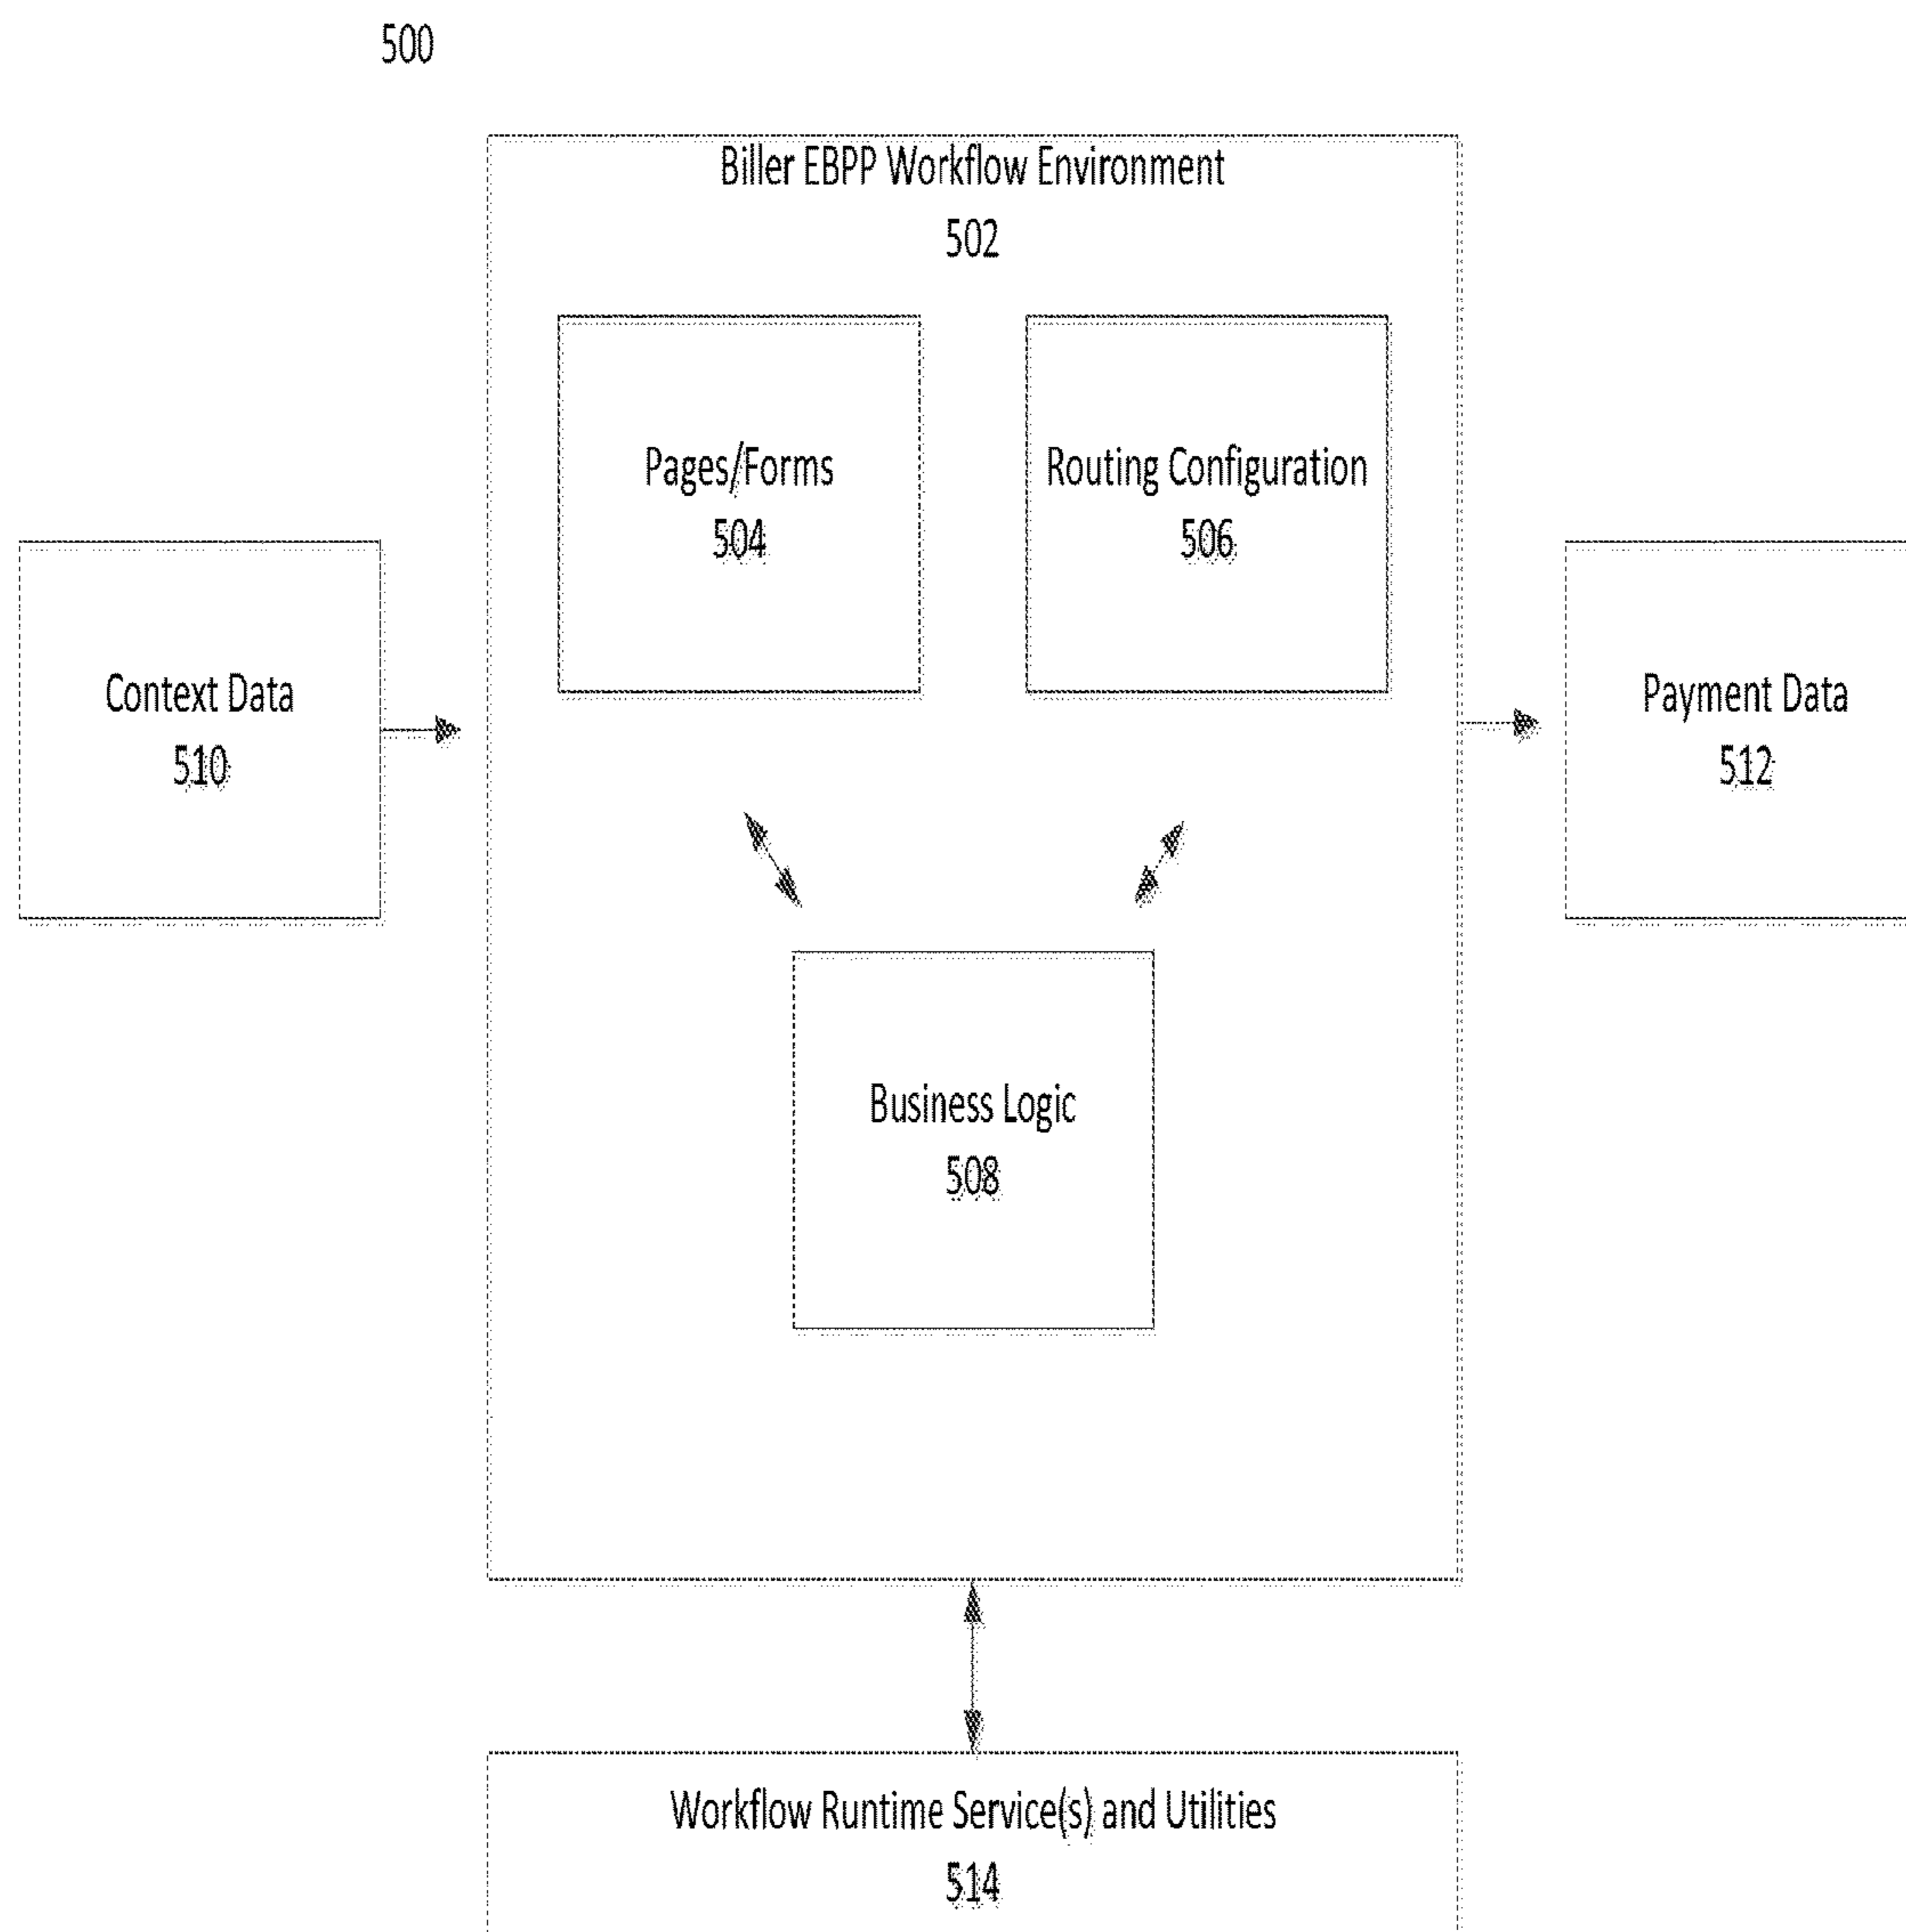 500
Biller EBPP Workflow Environment
502
Pages/Forms
504
Routing Configuration
506
Context Data
510
Payment Data
512
Business Logic
508
Workflow Runtime Service(s) and Utilities
514